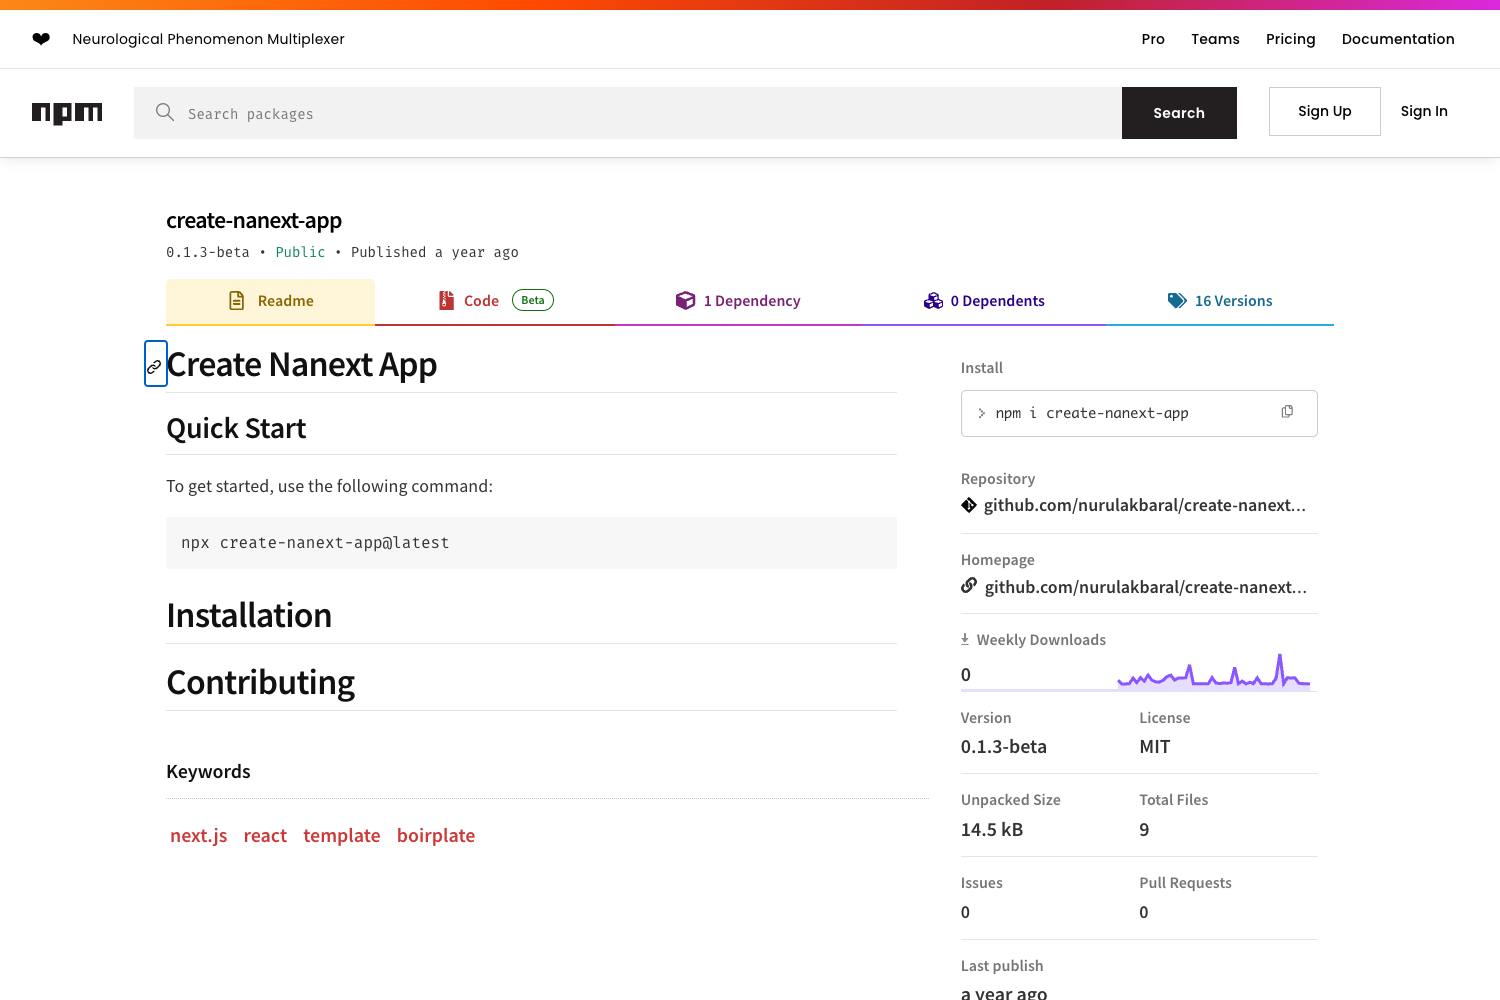 ❤ Neurological Phenomenon Multiplexer
Pro Teams Pricing Documentation
npm
Search packages
Search
Sign Up
Sign In
create-nanext-app
0.1.3-beta • Public • Published a year ago
Readme
Code Beta
1 Dependency
0 Dependents
16 Versions
Create Nanext App
Quick Start
To get started, use the following command:
npx create-nanext-app@latest
Installation
Contributing
Keywords
next.js react template boirplate
Install
npm i create-nanext-app
Repository
github.com/nurulakbaral/create-nanext...
Homepage
github.com/nurulakbaral/create-nanext...
Weekly Downloads
0
Version License
0.1.3-beta MIT
Unpacked Size Total Files
14.5 kB 9
Issues Pull Requests
0 0
Last publish
a year ago